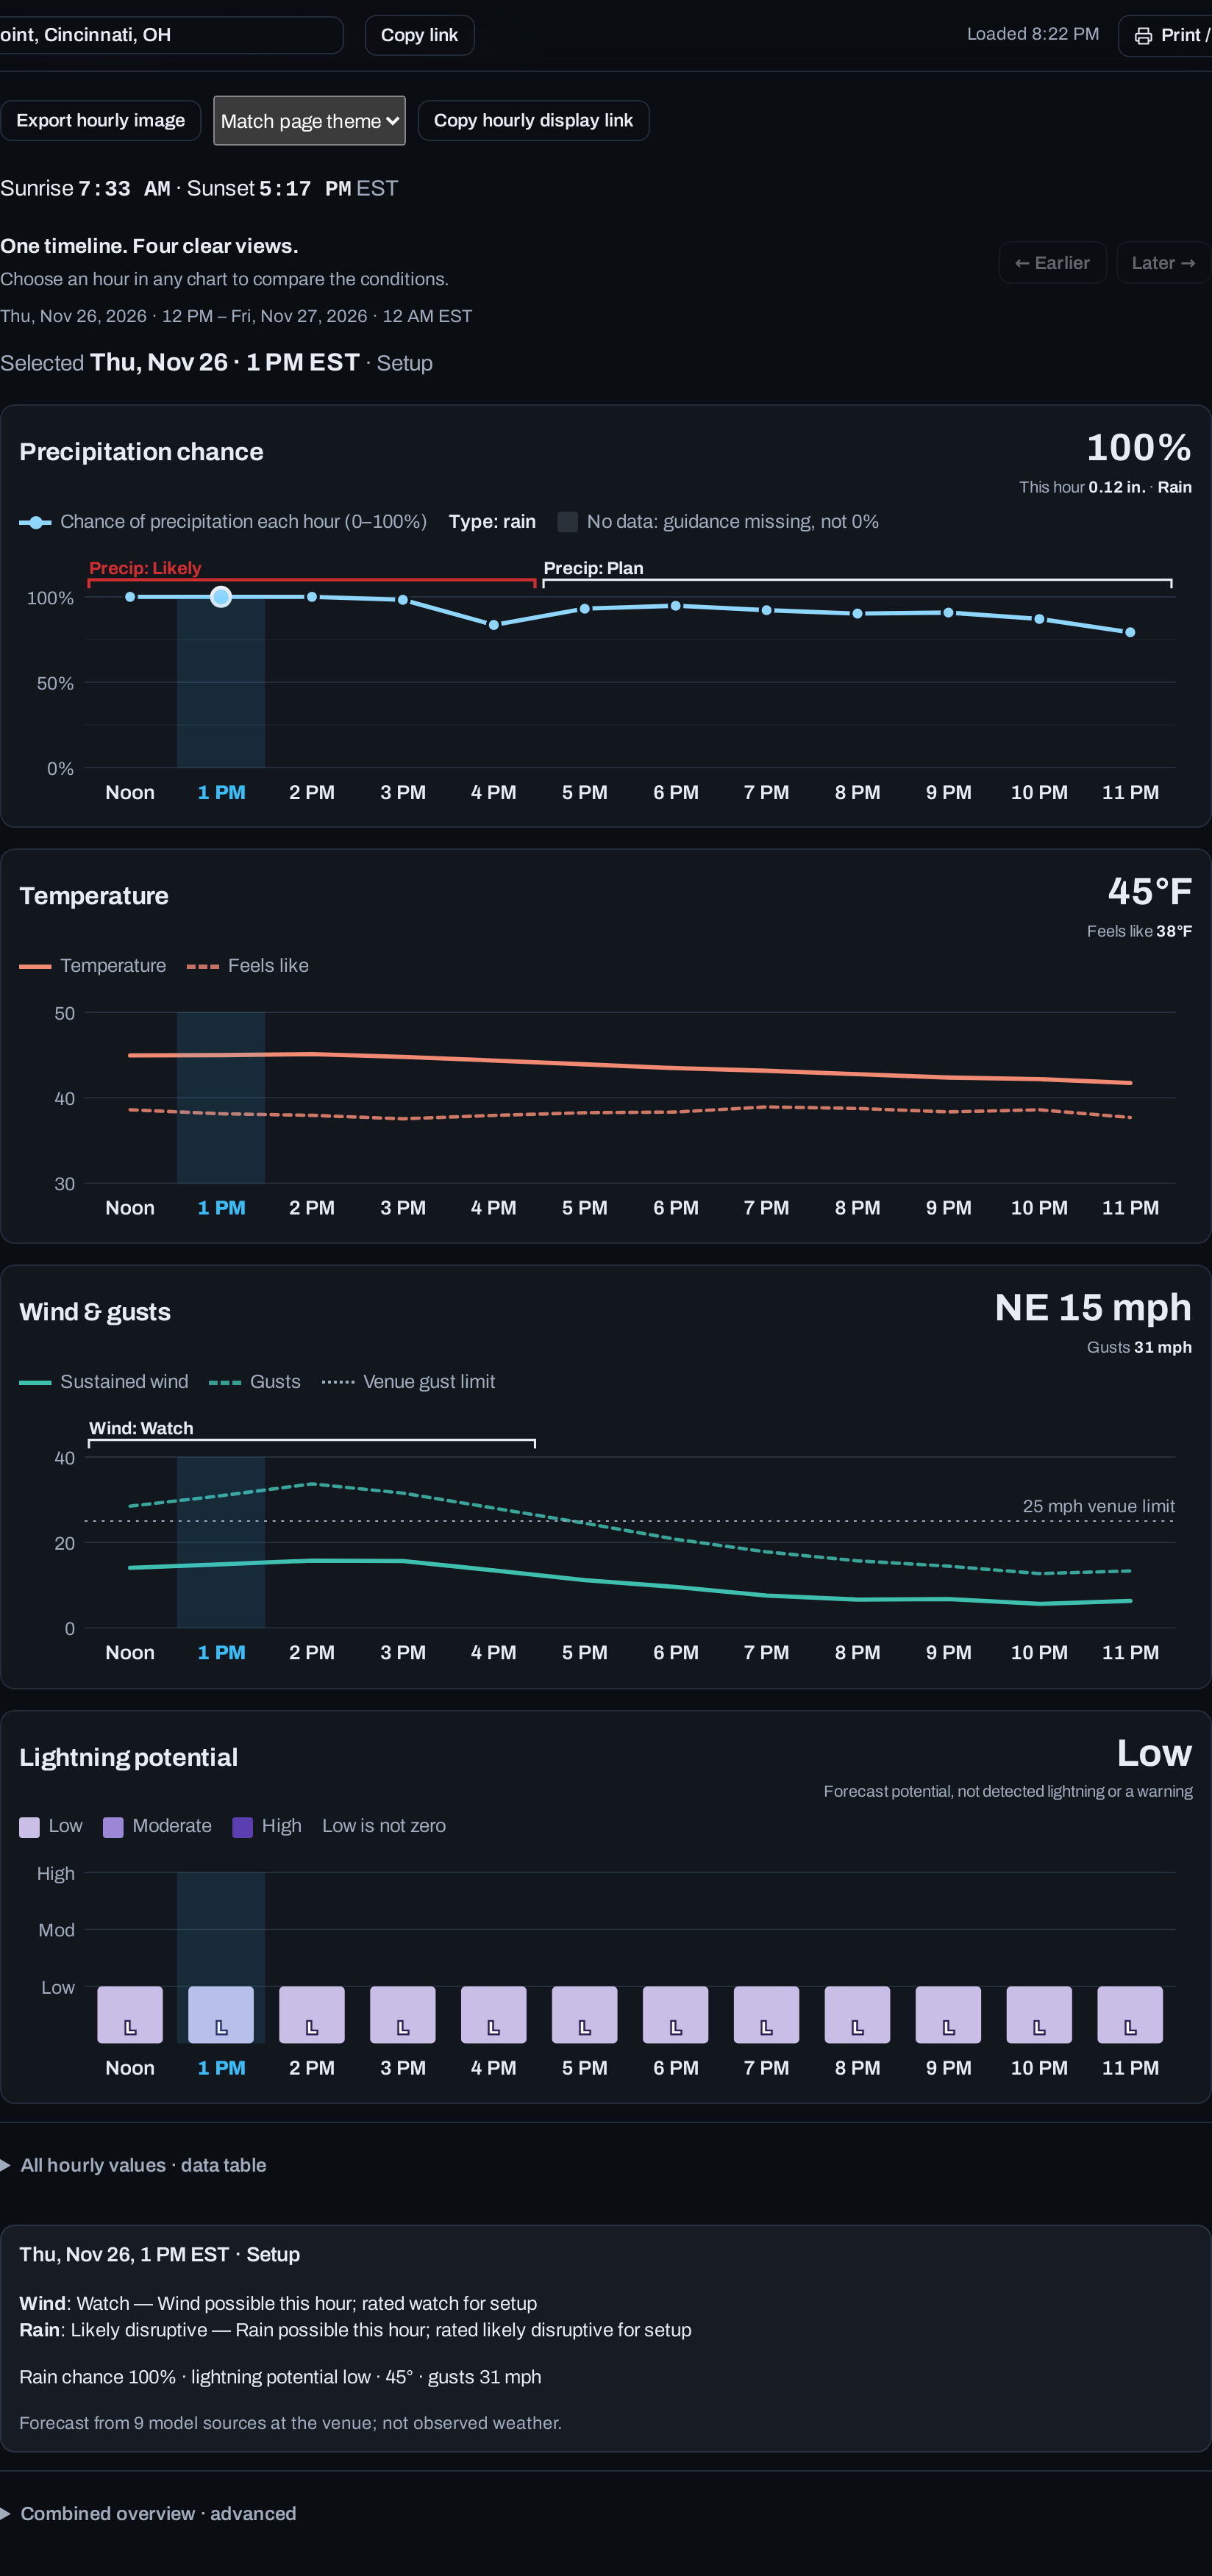 oint, Cincinnati, OH
Copy link
Loaded 8:22 PM
Print /
Export hourly image
Match page theme
Copy hourly display link
Sunrise 7:33 AM · Sunset 5:17 PM EST
One timeline. Four clear views.
Choose an hour in any chart to compare the conditions.
← Earlier
Later →
Thu, Nov 26, 2026 · 12 PM – Fri, Nov 27, 2026 · 12 AM EST
Selected Thu, Nov 26 · 1 PM EST · Setup
Precipitation chance
100%
This hour 0.12 in. · Rain
Chance of precipitation each hour (0–100%) Type: rain No data: guidance missing, not 0%
Precip: Likely Precip: Plan
100%
50%
0%
Noon 1 PM 2 PM 3 PM 4 PM 5 PM 6 PM 7 PM 8 PM 9 PM 10 PM 11 PM
Temperature
45°F
Feels like 38°F
Temperature Feels like
50
40
30
Noon 1 PM 2 PM 3 PM 4 PM 5 PM 6 PM 7 PM 8 PM 9 PM 10 PM 11 PM
Wind & gusts
NE 15 mph
Gusts 31 mph
Sustained wind Gusts Venue gust limit
Wind: Watch
40
25 mph venue limit
20
0
Noon 1 PM 2 PM 3 PM 4 PM 5 PM 6 PM 7 PM 8 PM 9 PM 10 PM 11 PM
Lightning potential
Low
Forecast potential, not detected lightning or a warning
Low Moderate High Low is not zero
High
Mod
Low
L L L L L L L L L L L L
Noon 1 PM 2 PM 3 PM 4 PM 5 PM 6 PM 7 PM 8 PM 9 PM 10 PM 11 PM
All hourly values · data table
Thu, Nov 26, 1 PM EST · Setup
Wind: Watch — Wind possible this hour; rated watch for setup
Rain: Likely disruptive — Rain possible this hour; rated likely disruptive for setup
Rain chance 100% · lightning potential low · 45° · gusts 31 mph
Forecast from 9 model sources at the venue; not observed weather.
Combined overview · advanced